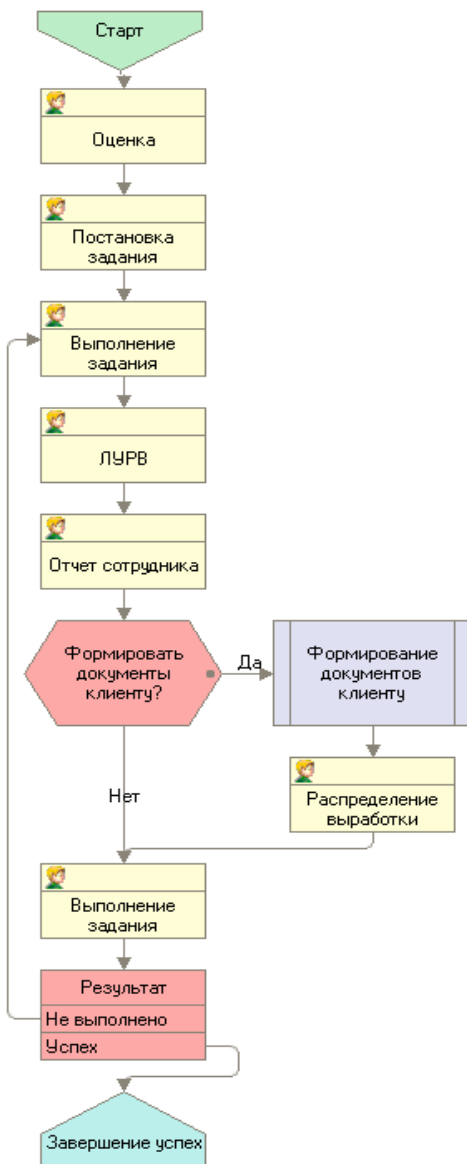 Старт
Оценка
Постановка
задания
Выполнение
задания
ЛУРВ
Отчет сотрудника
Формировать
документы
клиенту?
Да
Формирование
документов
клиенту
Нет
Распределение
выработки
Выполнение
задания
Результат
Не выполнено
Успех
Завершение успех